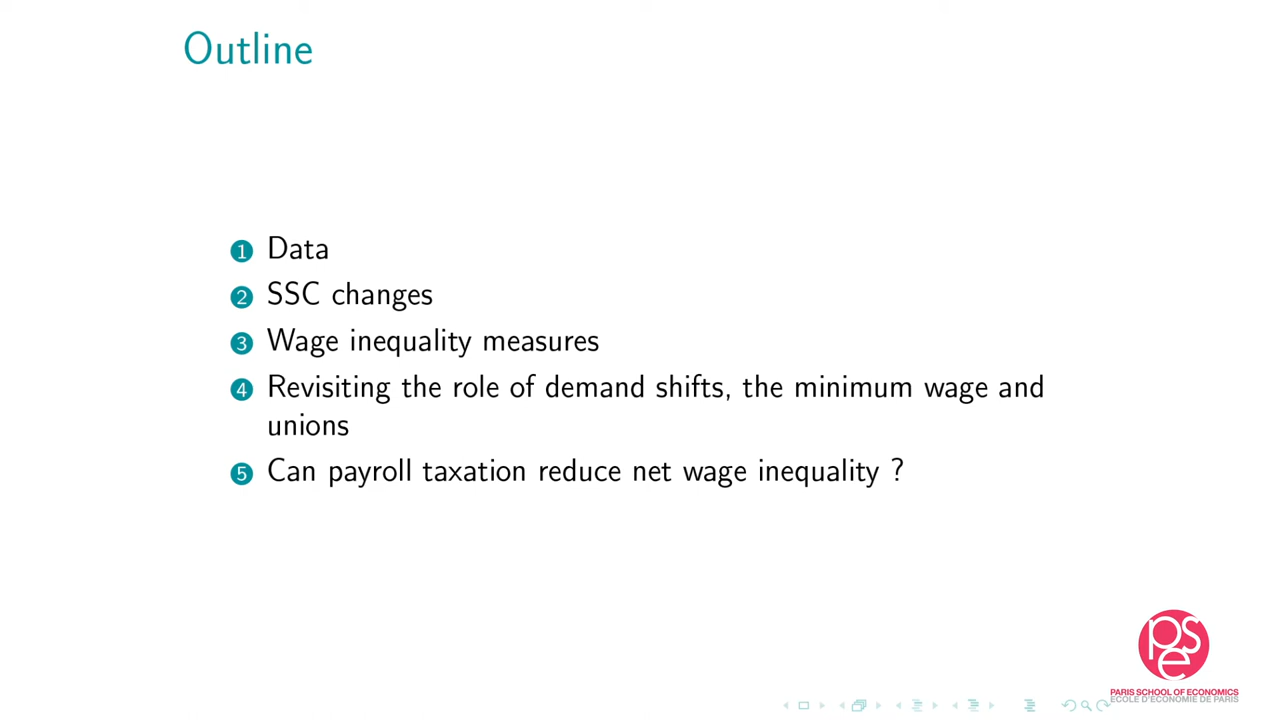 Outline
1 Data
2 SSC changes
3 Wage inequality measures
4 Revisiting the role of demand shifts, the minimum wage and
unions
5 Can payroll taxation reduce net wage inequality ?
pse
PARIS SCHOOL OF ECONOMICS
ECOLE D'ECONOMIE DE PARIS